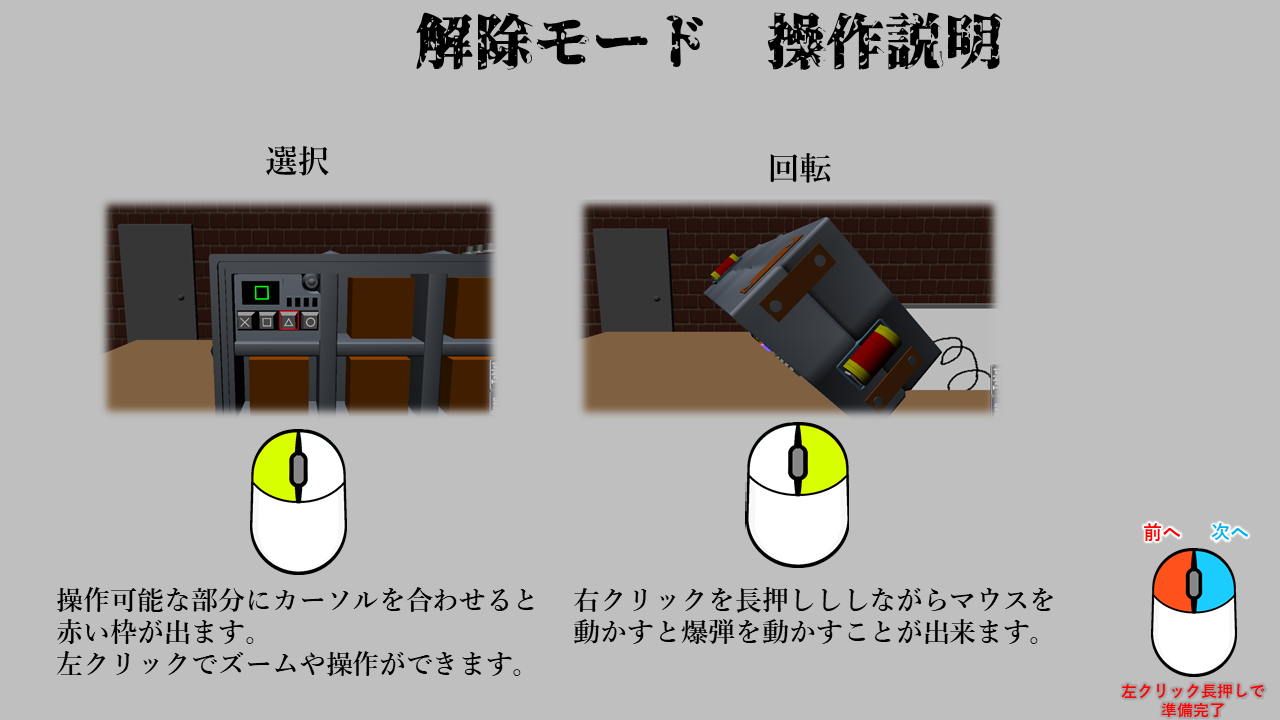 解除モード　操作説明
選択
回転
操作可能な部分にカーソルを合わせると
赤い枠が出ます。
左クリックでズームや操作ができます。
右クリックを長押しししながらマウスを
動かすと爆弾を動かすことが出来ます。
前へ　次へ
左クリック長押しで
準備完了